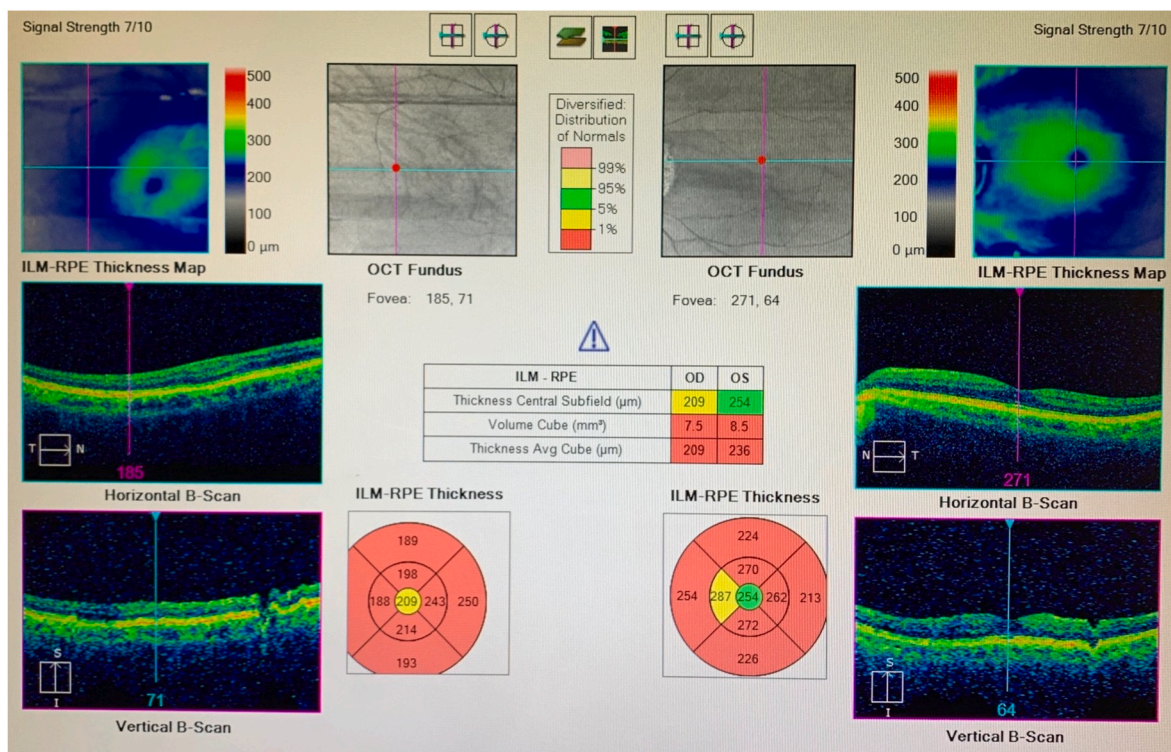 Signal Strength 7/10
Signal Strength 7/10
500
400
300
200
100
0 µm
ILM-RPE Thickness Map
OCT Fundus
Fovea: 185, 71
Diversified:
Distribution
of Normals
99%
95%
5%
1%
OCT Fundus
Fovea: 271, 64
500
400
300
200
100
0 µm
ILM-RPE Thickness Map
ILM - RPE OD OS
Thickness Central Subfield (µm) 209 254
Volume Cube (mm³) 7.5 8.5
Thickness Avg Cube (µm) 209 236
T N
185
Horizontal B-Scan
N T
271
Horizontal B-Scan
ILM-RPE Thickness
189
198
188 209 243 250
214
193
ILM-RPE Thickness
224
270
254 287 254 262 213
272
226
S
I
71
Vertical B-Scan
S
I
64
Vertical B-Scan